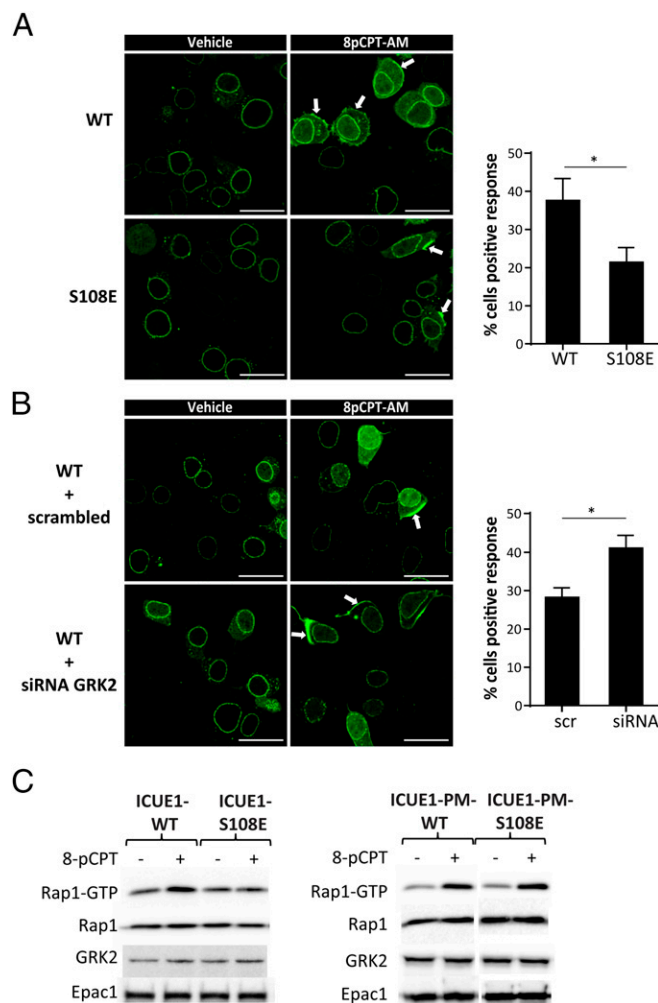 A
Vehicle 8pCPT-AM
WT
S108E
% cells positive response
50
40
30
20
10
0
*
WT S108E
B
Vehicle 8pCPT-AM
WT
+
scrambled
WT
+
siRNA GRK2
% cells positive response
50
40
30
20
10
0
*
scr siRNA
C
ICUE1- ICUE1-
WT S108E
8-pCPT - + - +
Rap1-GTP
Rap1
GRK2
Epac1
ICUE1-PM- ICUE1-PM-
WT S108E
8-pCPT - + - +
Rap1-GTP
Rap1
GRK2
Epac1